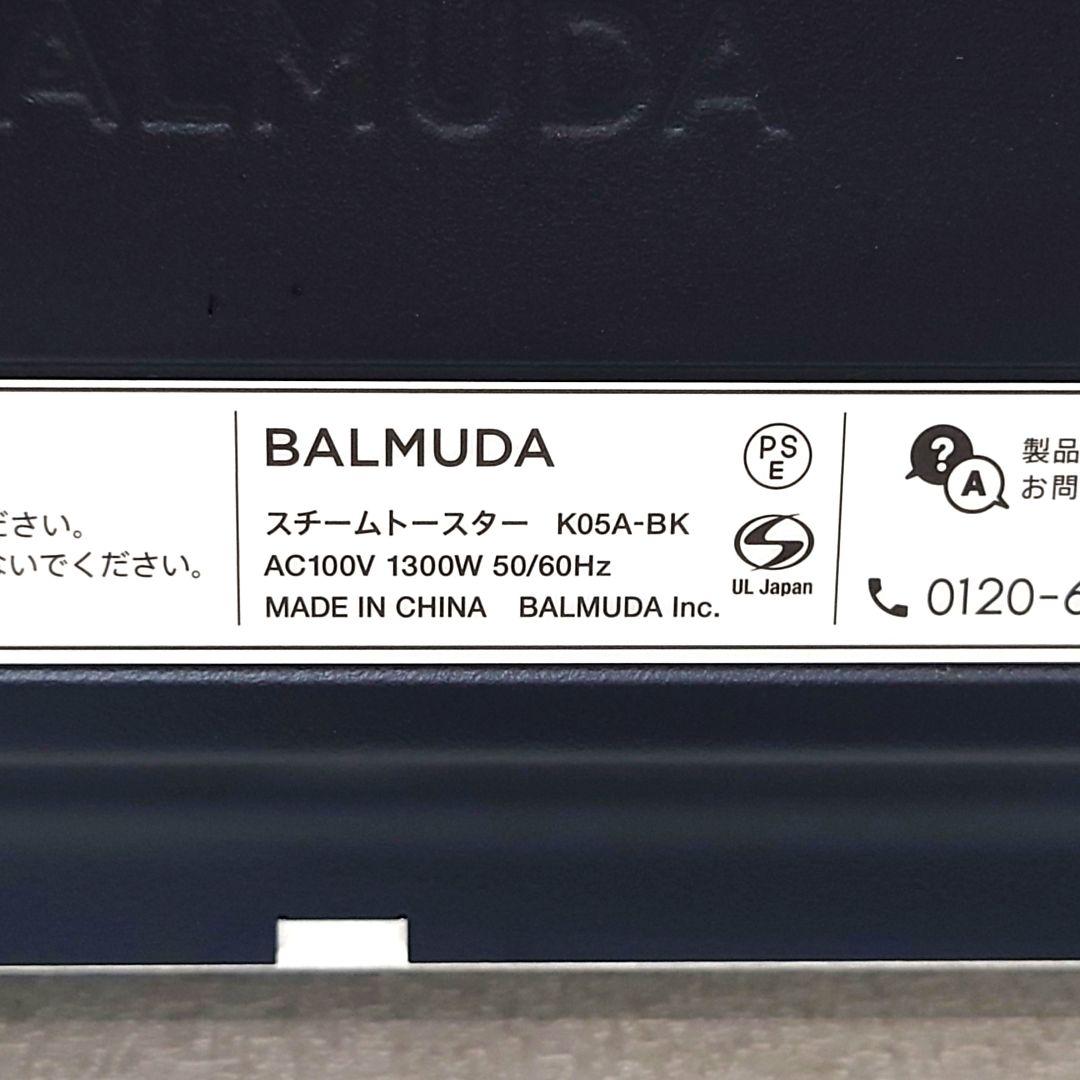 BALMUDA
ださい。
ないでください。
BALMUDA
スチームトースター K05A-BK
AC100V 1300W 50/60Hz
MADE IN CHINA BALMUDA Inc.
PS
E
UL Japan
?
A
製品
お問
0120-6